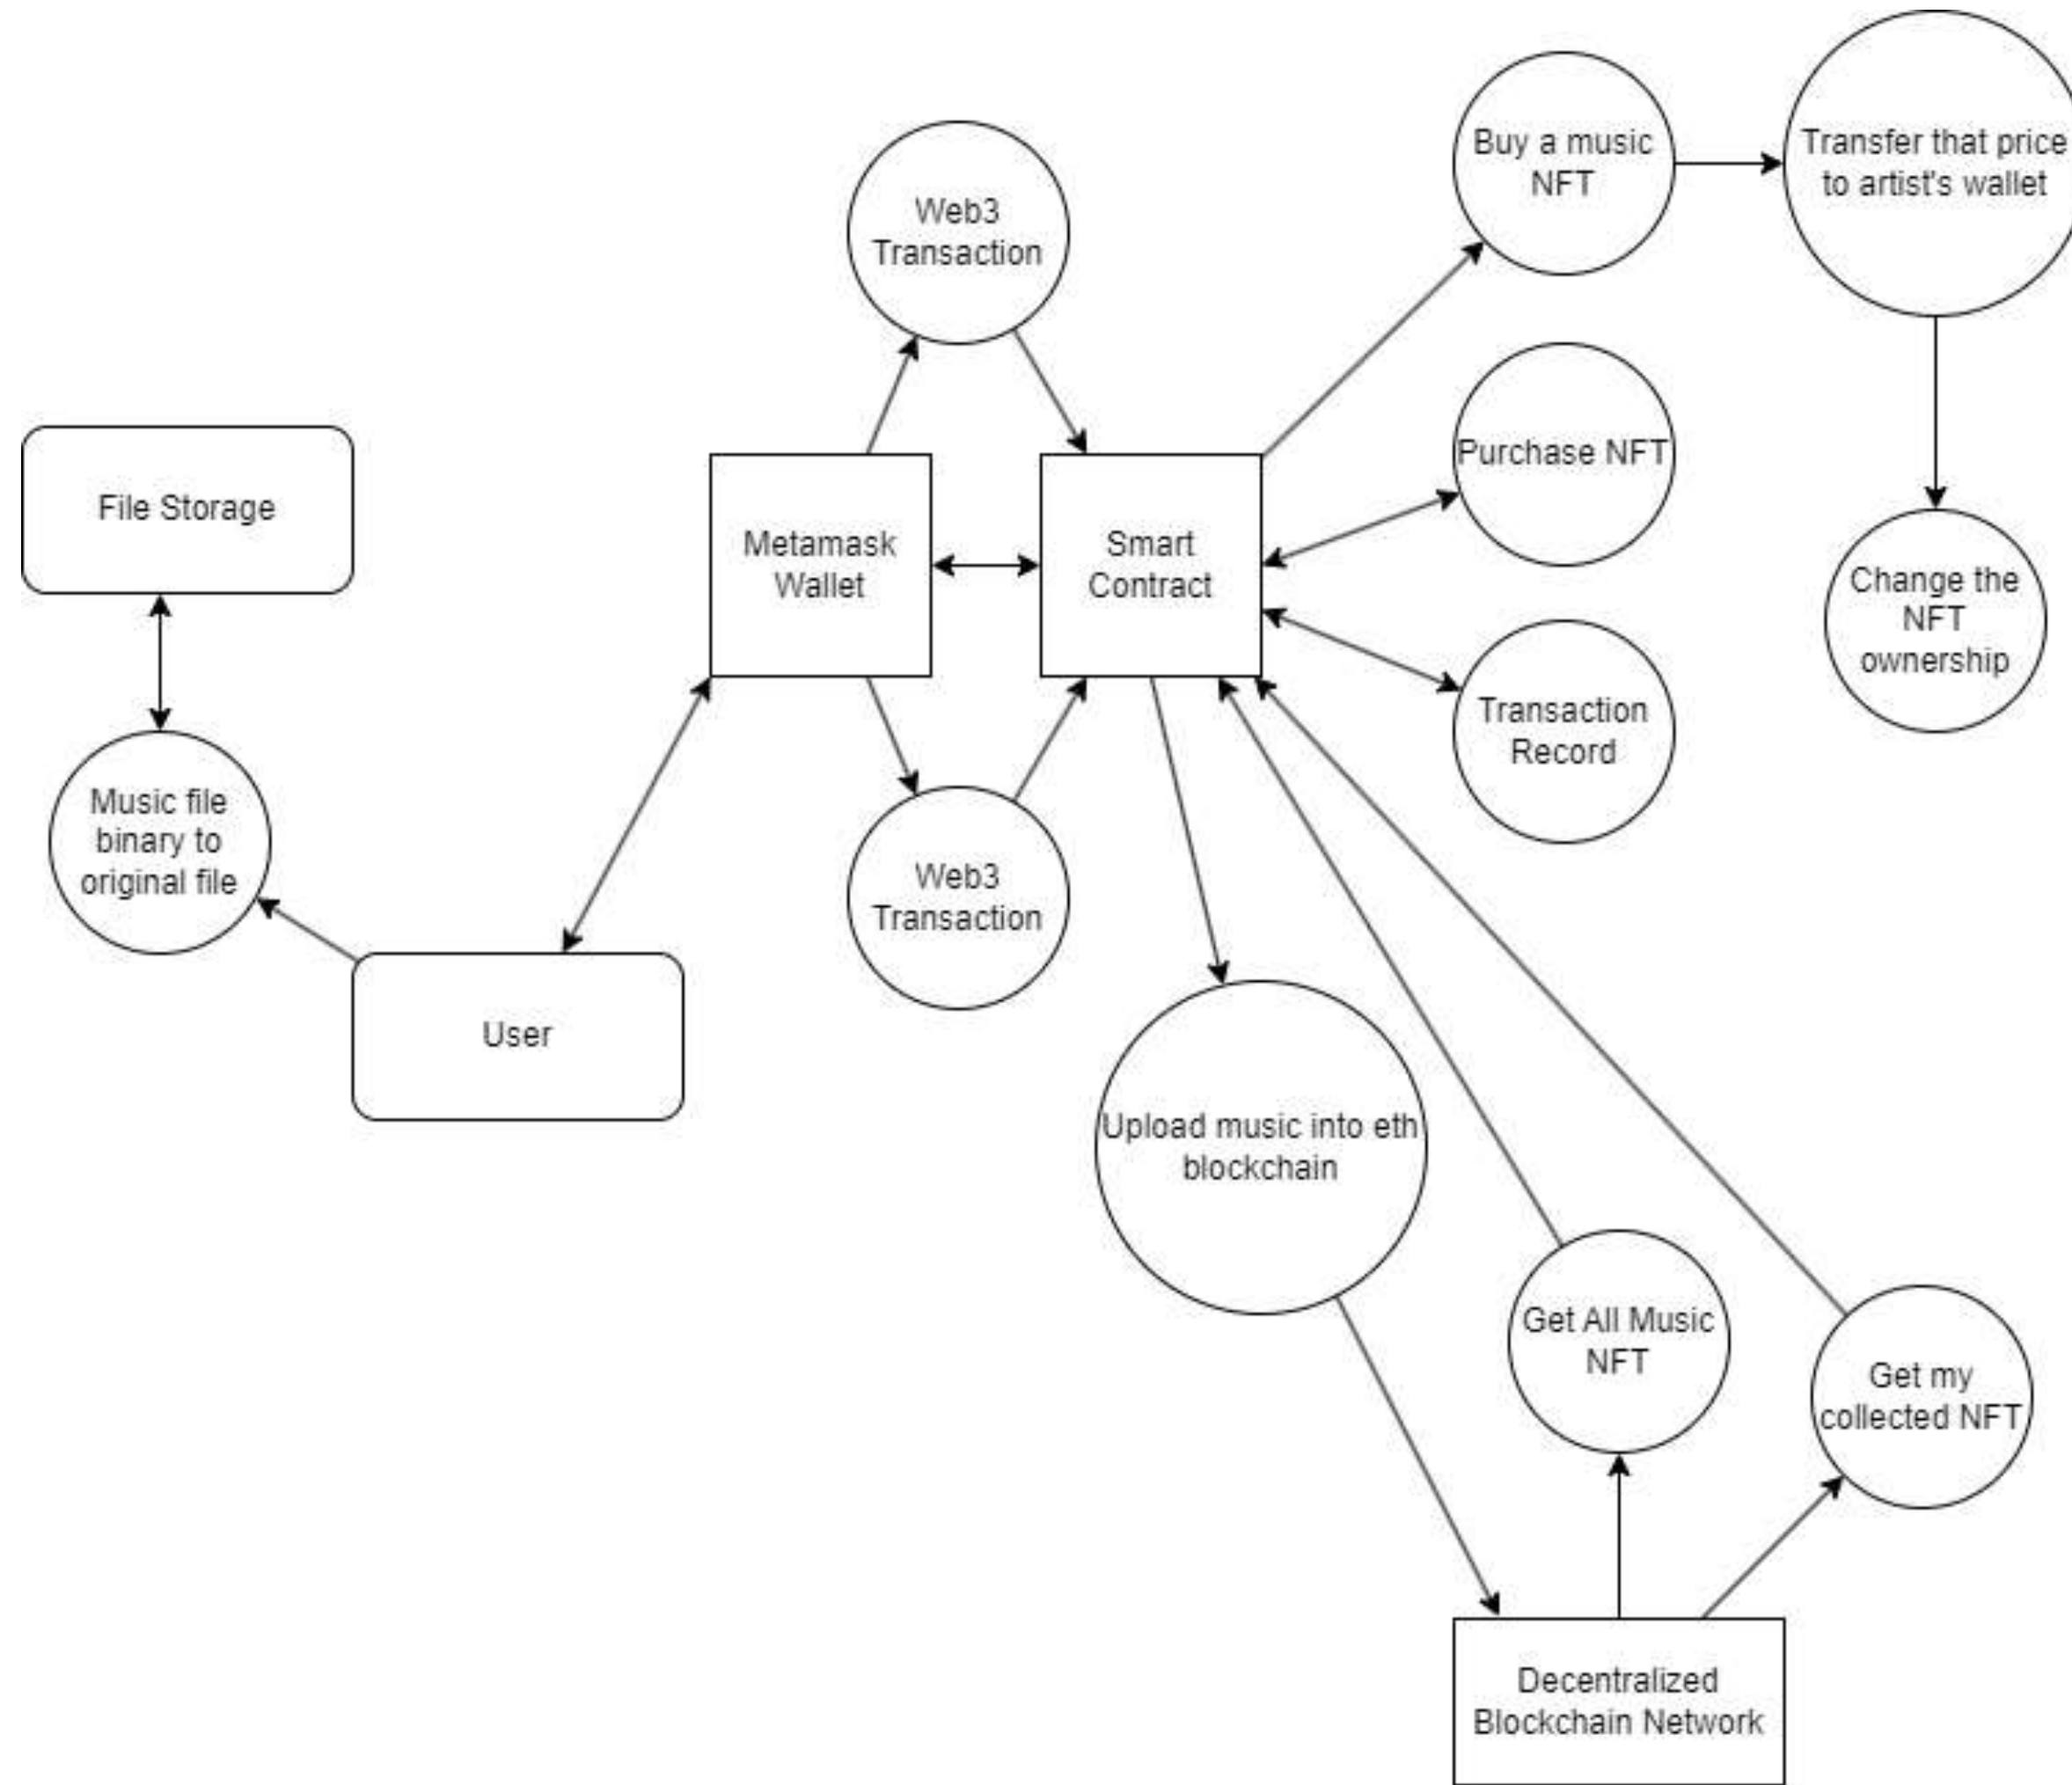 Buy a music
NFT
Transfer that price
to artist's wallet
Web3
Transaction
Purchase NFT
File Storage
Metamask
Wallet
Smart
Contract
Change the
NFT
ownership
Transaction
Record
Music file
binary to
original file
Web3
Transaction
User
Upload music into eth
blockchain
Get All Music
NFT
Get my
collected NFT
Decentralized
Blockchain Network